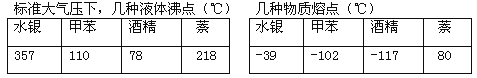 标准大气压下，几种液体沸点（℃） 几种物质熔点（℃）
水银 甲苯 酒精 萘 水银 甲苯 酒精 萘
357 110 78 218 -39 -102 -117 80